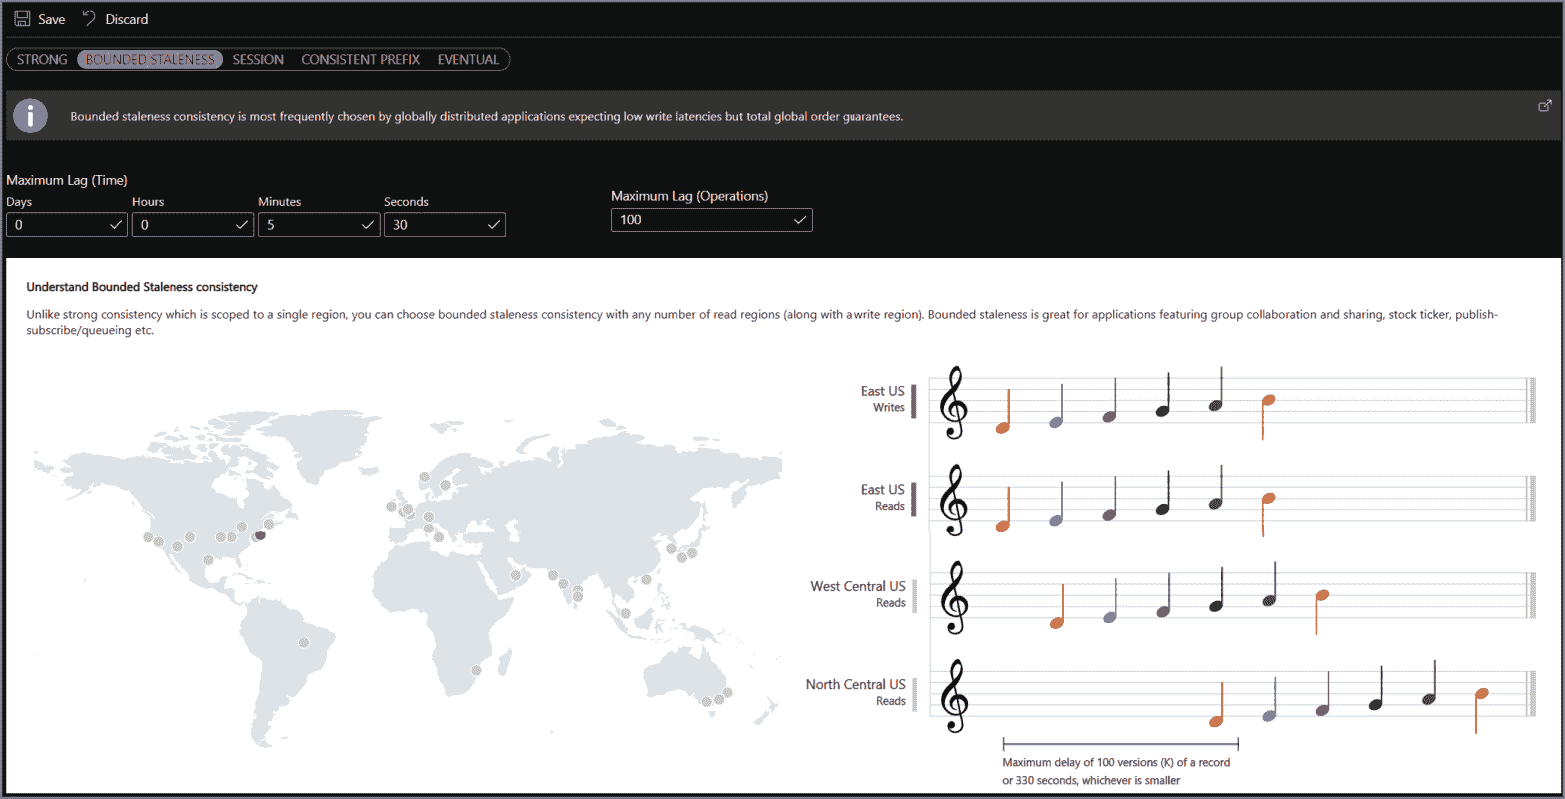 Save Discard
STRONG BOUNDED STALENESS SESSION CONSISTENT PREFIX EVENTUAL
Bounded staleness consistency is most frequently chosen by globally distributed applications expecting low write latencies but total global order guarantees.
Maximum Lag (Time)
Days Hours Minutes Seconds
0 0 5 30
Maximum Lag (Operations)
100
Understand Bounded Staleness consistency
Unlike strong consistency which is scoped to a single region, you can choose bounded staleness consistency with any number of read regions (along with a write region). Bounded staleness is great for applications featuring group collaboration and sharing, stock ticker, publish-
subscribe/queueing etc.
East US
Writes
East US
Reads
West Central US
Reads
North Central US
Reads
Maximum delay of 100 versions (K) of a record
or 330 seconds, whichever is smaller